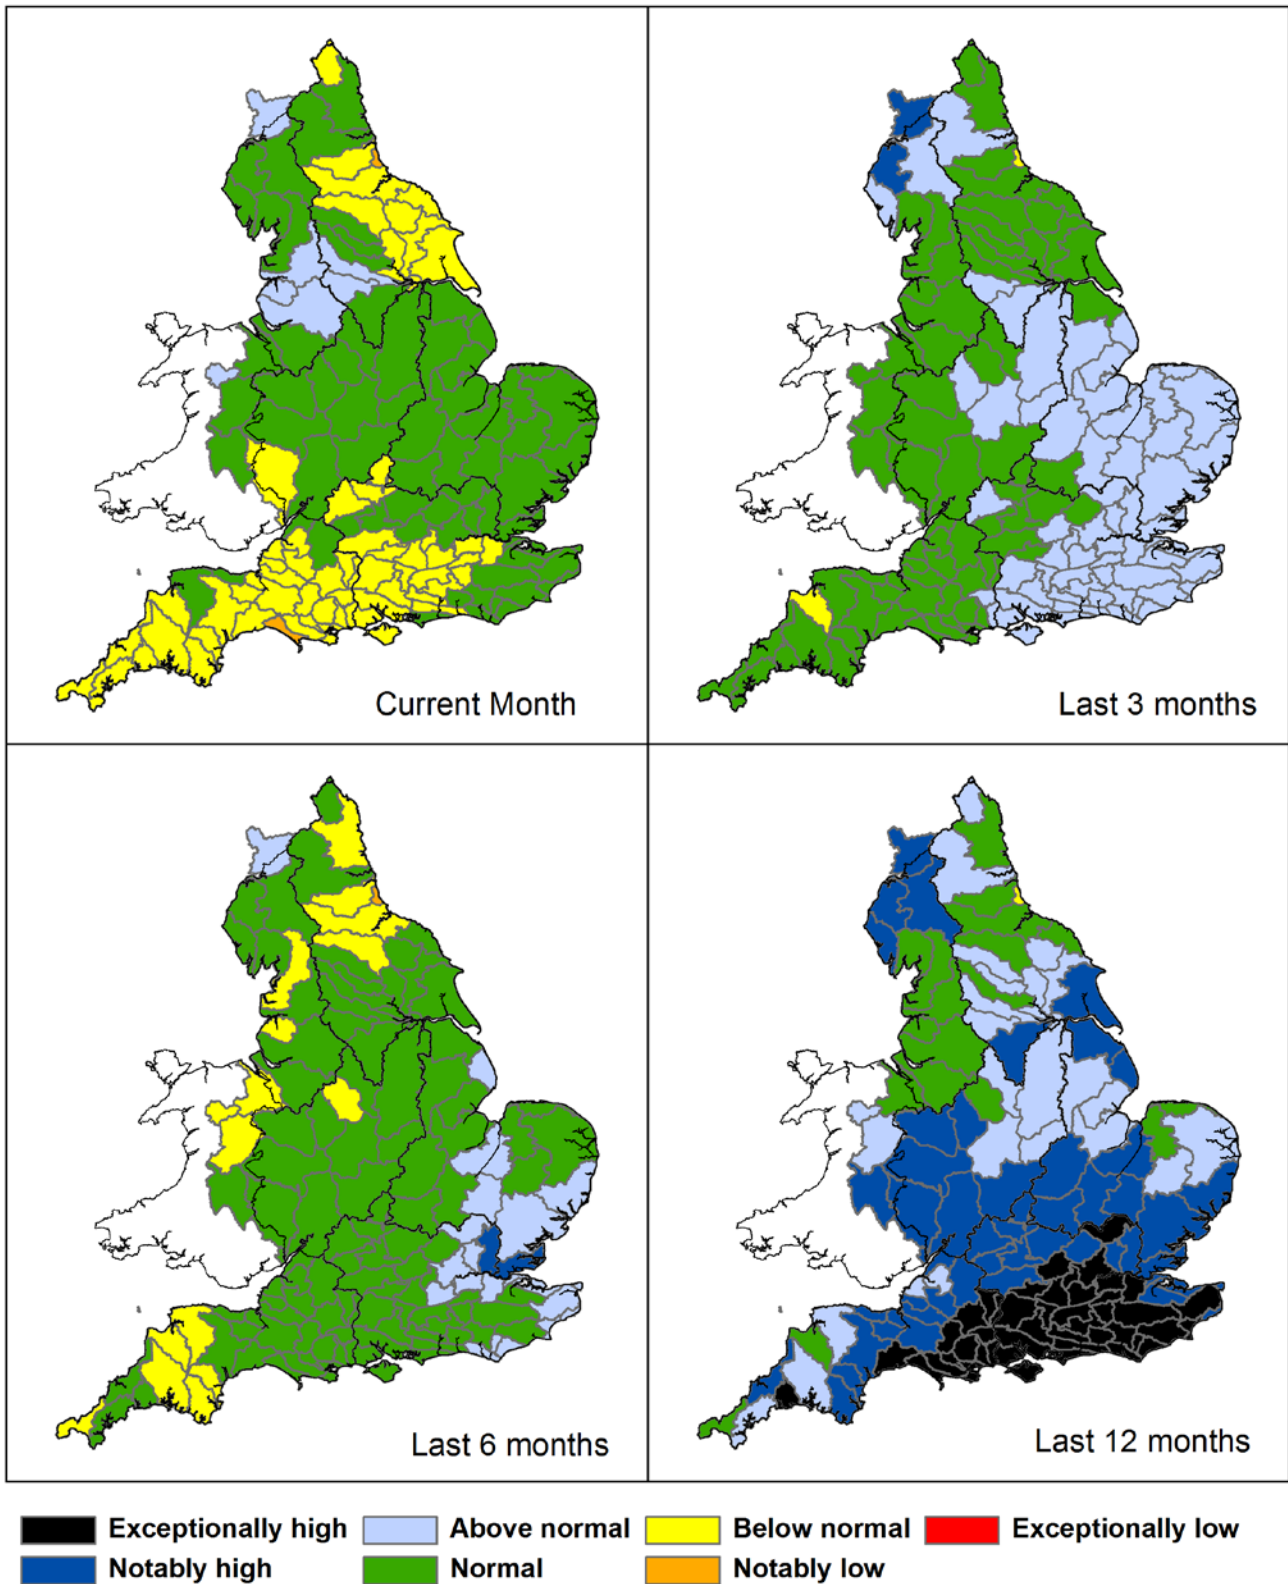 Current Month
Last 3 months
Last 6 months
Last 12 months
Exceptionally high
Above normal
Below normal
Exceptionally low
Notably high
Normal
Notably low